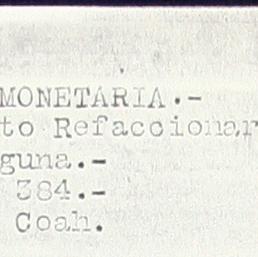 MONETARIA.-
to Refaccionar
guna.-
384.-
Coah.